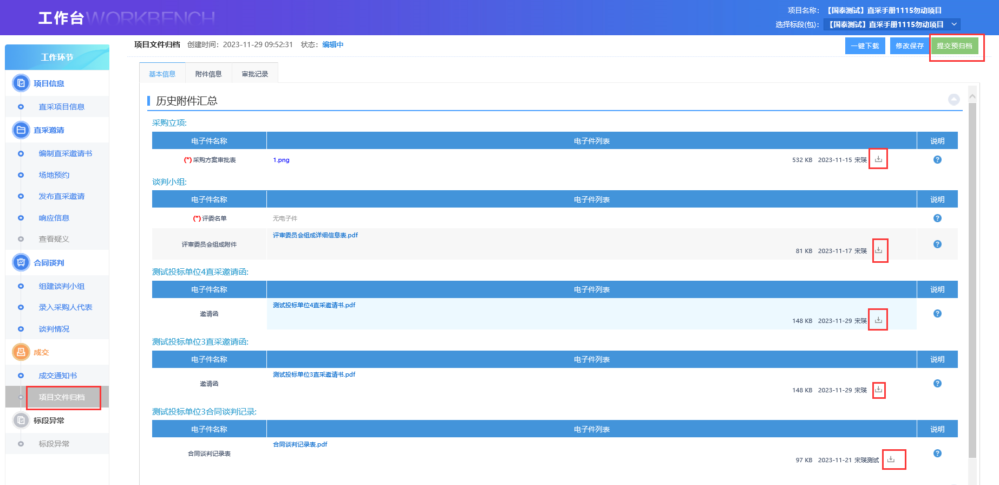 工作台WORKBENCH
项目名称： 【国泰测试】直采手册1115勿动项目
选择标段(包)： 【国泰测试】直采手册1115勿动项目
工作环节
项目信息
直采项目信息
直采邀请
编制直采邀请书
场地预约
发布直采邀请
响应信息
查看疑义
合同谈判
组建谈判小组
录入采购人代表
谈判情况
成交
成交通知书
项目文件归档
标段异常
标段异常
项目文件归档 创建时间：2023-11-29 09:52:31 状态：编辑中
一键下载 修改保存 提交预归档
基本信息 附件信息 审批记录
历史附件汇总
采购立项:
电子件名称 电子件列表 说明
(*) 采购方案审批表 1.png 532 KB 2023-11-15 宋瑛 ?
谈判小组:
电子件名称 电子件列表 说明
(*) 评委名单 无电子件 ?
评审委员会组成详细信息表.pdf
评审委员会组成附件 ?
81 KB 2023-11-17 宋瑛
测试投标单位4直采邀请函:
电子件名称 电子件列表 说明
测试投标单位4直采邀请书.pdf
邀请函 ?
148 KB 2023-11-29 宋瑛
测试投标单位3直采邀请函:
电子件名称 电子件列表 说明
测试投标单位3直采邀请书.pdf
邀请函 ?
148 KB 2023-11-29 宋瑛
测试投标单位3合同谈判记录:
电子件名称 电子件列表 说明
合同谈判记录表.pdf
合同谈判记录表 ?
97 KB 2023-11-21 宋瑛测试